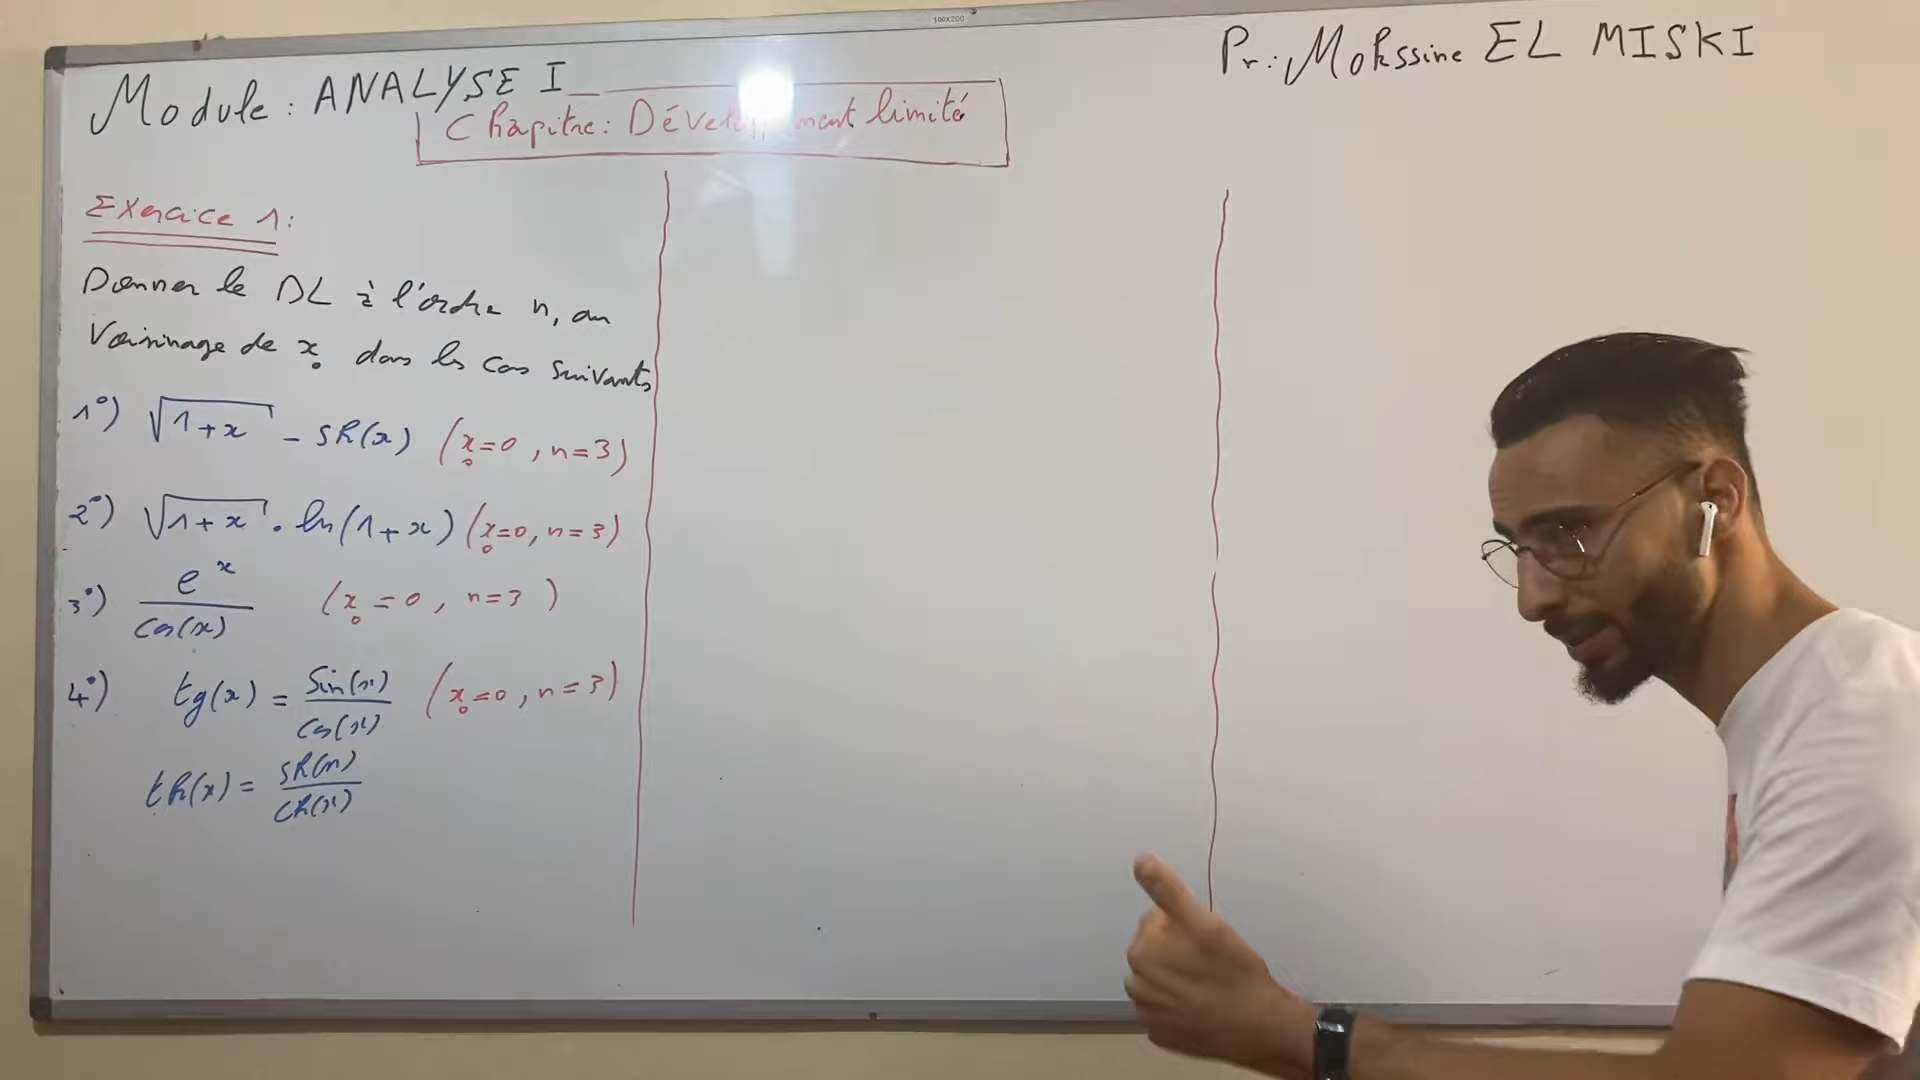 100X200
Module : ANALYSE I
Pr: Mohssine EL MISKI
Chapitre: Développement limité
Exercice 1:
Donner le DL à l'ordre n, au
Voisinage de x₀ dans les cas suivants
1°) √(1+x) - sh(x) (x₀=0, n=3)
2°) √(1+x) . ln(1+x) (x₀=0, n=3)
3°) e^x / cos(x) (x₀ = 0, n=3)
4°) tg(x) = sin(x) / cos(x) (x₀=0, n=3)
th(x) = sh(x) / ch(x)